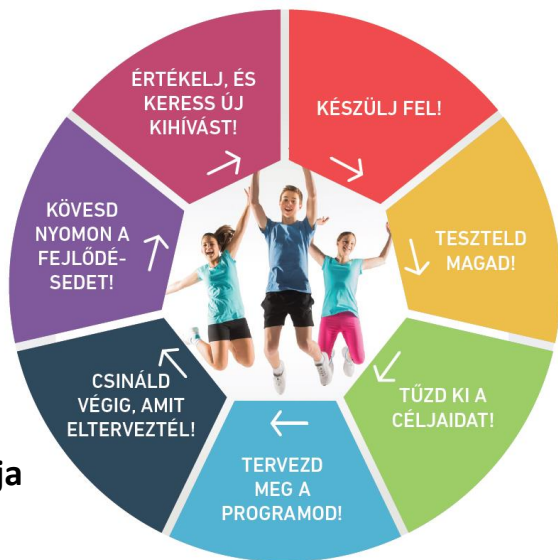 KÉSZÜLJ FEL!
TESZTELD
MAGAD!
TŰZD KI A
CÉLJAIDAT!
TERVEZD
MEG A
PROGRAMOD!
CSINÁLD
VÉGIG, AMIT
ELTERVEZTÉL!
KÖVESD
NYOMON A
FEJLŐDÉ-
SEDET!
ÉRTÉKELJ, ÉS
KERESS ÚJ
KIHÍVÁST!
ja